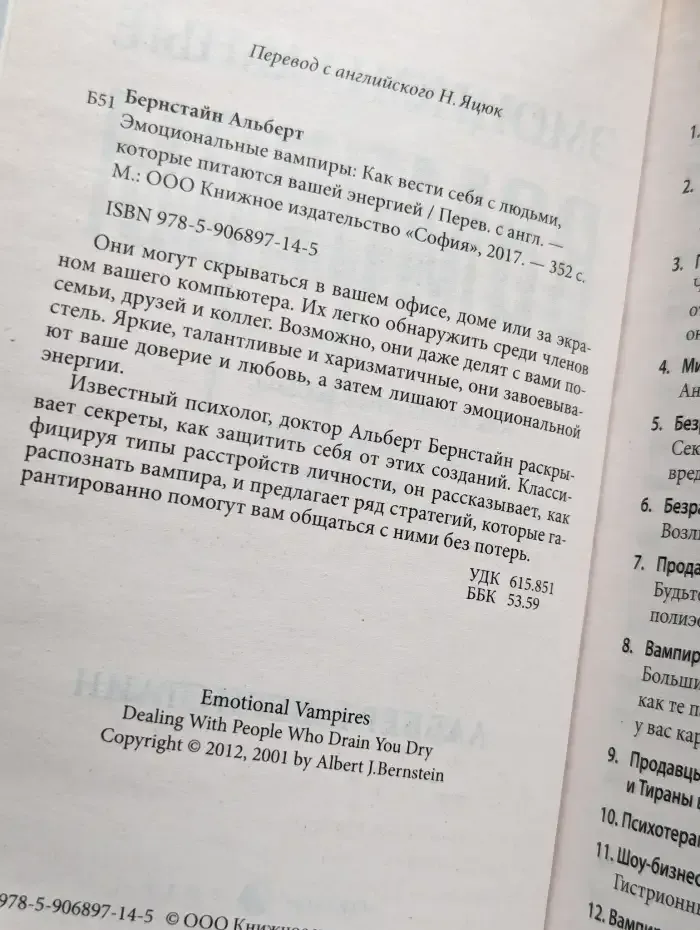 Перевод с английского Н. Яцюк
Б51 Бернстайн Альберт
Эмоциональные вампиры: Как вести себя с людьми,
которые питаются вашей энергией / Перев. с англ. —
М.: ООО Книжное издательство «София», 2017. — 352 с.
ISBN 978-5-906897-14-5
Они могут скрываться в вашем офисе, доме или за экра-
ном вашего компьютера. Их легко обнаружить среди членов
семьи, друзей и коллег. Возможно, они даже делят с вами по-
стель. Яркие, талантливые и харизматичные, они завоевыва-
ют ваше доверие и любовь, а затем лишают эмоциональной
энергии.
Известный психолог, доктор Альберт Бернстайн раскры-
вает секреты, как защитить себя от этих созданий. Класси-
фицируя типы расстройств личности, он рассказывает, как
распознать вампира, и предлагает ряд стратегий, которые га-
рантированно помогут вам общаться с ними без потерь.
УДК 615.851
ББК 53.59
Emotional Vampires
Dealing With People Who Drain You Dry
Copyright © 2012, 2001 by Albert J.Bernstein
978-5-906897-14-5 © ООО Книжное
1.
2.
3.
4. Ми
Ан
5. Безр
Сек
вред
6. Безра
Возл
7. Прода
Будьт
полиэс
8. Вампир
Больши
как те п
у вас кар
9. Продавцы
и Тираны
10. Психотера
11. Шоу-бизнес
Гистрионн
12. Вампи